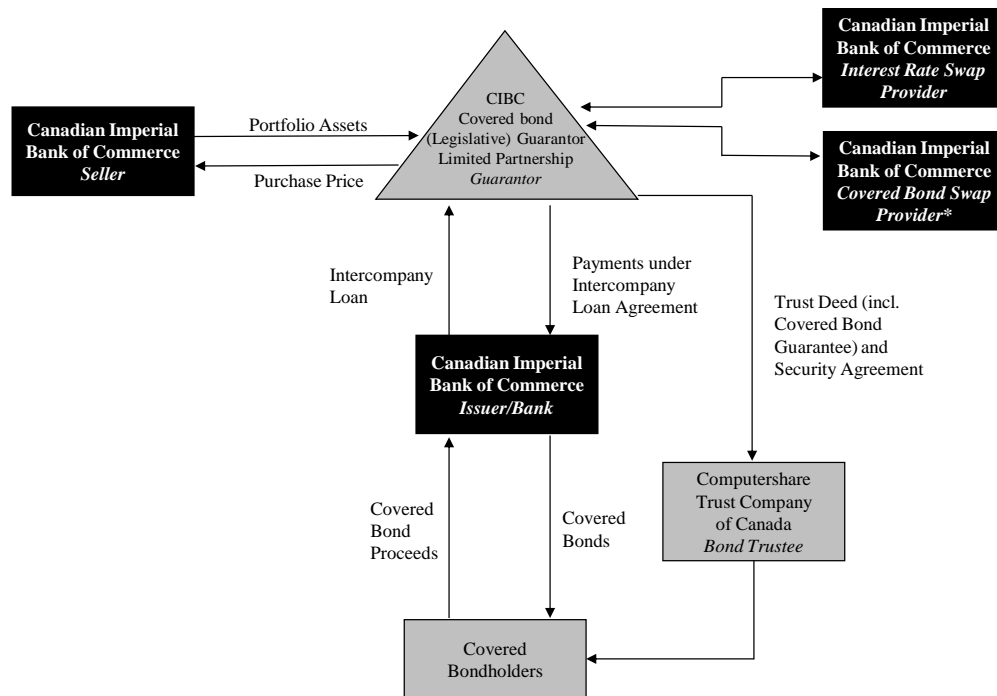 Canadian Imperial
Bank of Commerce
Interest Rate Swap
Provider
CIBC
Covered bond
(Legislative) Guarantor
Limited Partnership
Guarantor
Canadian Imperial
Bank of Commerce
Seller
Portfolio Assets
Purchase Price
Canadian Imperial
Bank of Commerce
Covered Bond Swap
Provider*
Intercompany
Loan
Payments under
Intercompany
Loan Agreement
Trust Deed (incl.
Covered Bond
Guarantee) and
Security Agreement
Canadian Imperial
Bank of Commerce
Issuer/Bank
Computershare
Trust Company
of Canada
Bond Trustee
Covered
Bond
Proceeds
Covered
Bonds
Covered
Bondholders